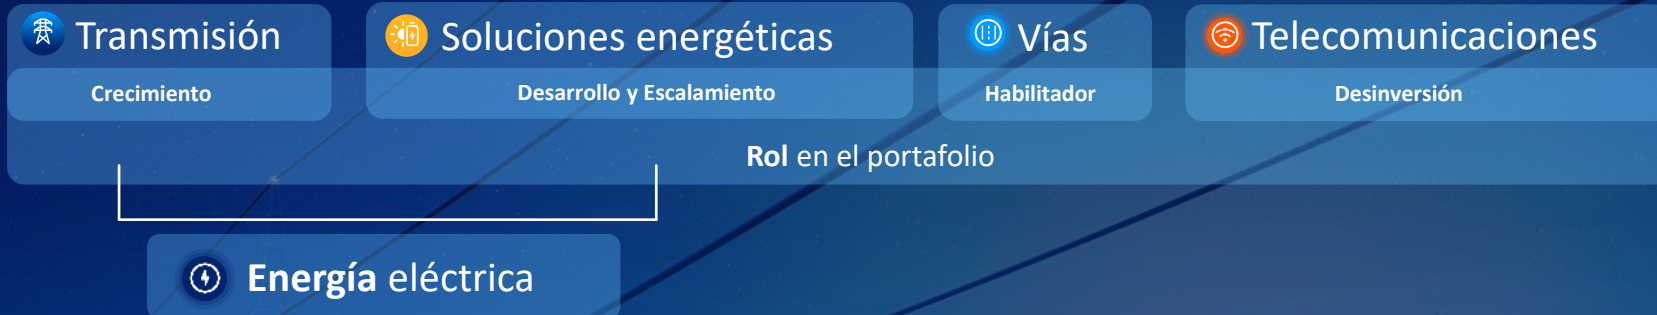 Transmisión
Crecimiento
Soluciones energéticas
Desarrollo y Escalamiento
Vías
Habilitador
Telecomunicaciones
Desinversión
Rol en el portafolio
Energía eléctrica